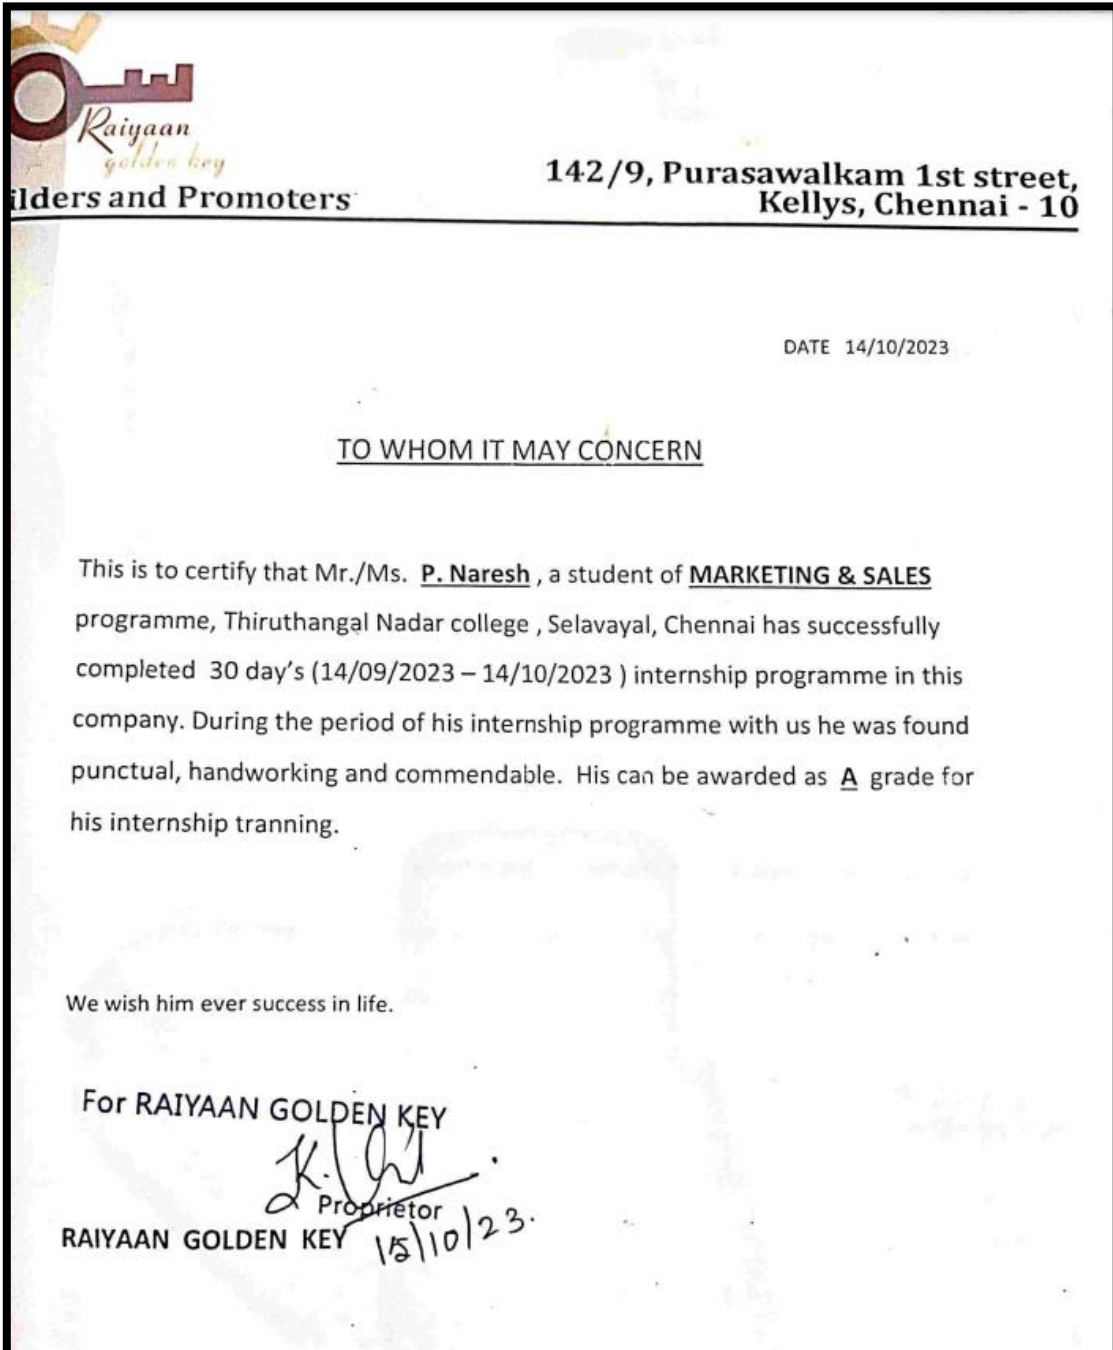 Raiyaan
golden key
ilders and Promoters
142/9, Purasawalkam 1st street,
Kellys, Chennai - 10
DATE 14/10/2023
TO WHOM IT MAY CONCERN
This is to certify that Mr./Ms. P. Naresh , a student of MARKETING & SALES
programme, Thiruthangal Nadar college , Selavayal, Chennai has successfully
completed 30 day's (14/09/2023 – 14/10/2023 ) internship programme in this
company. During the period of his internship programme with us he was found
punctual, handworking and commendable. His can be awarded as A grade for
his internship tranning.
We wish him ever success in life.
For RAIYAAN GOLDEN KEY
Proprietor
RAIYAAN GOLDEN KEY
15/10/23.